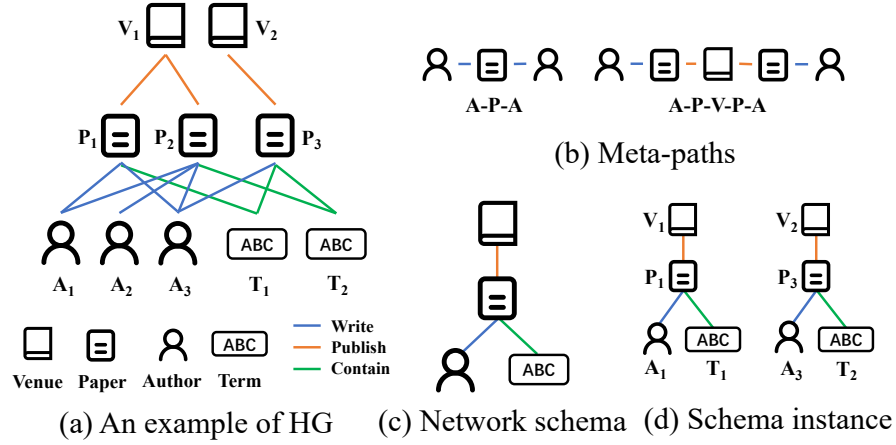 V1 V2
P1 P2 P3
ABC ABC
A1 A2 A3 T1 T2
ABC
Venue Paper Author Term
Write
Publish
Contain
(a) An example of HG
A-P-A A-P-V-P-A
(b) Meta-paths
ABC
(c) Network schema
V1 V2
P1 P3
ABC ABC
A1 T1 A3 T2
(d) Schema instance